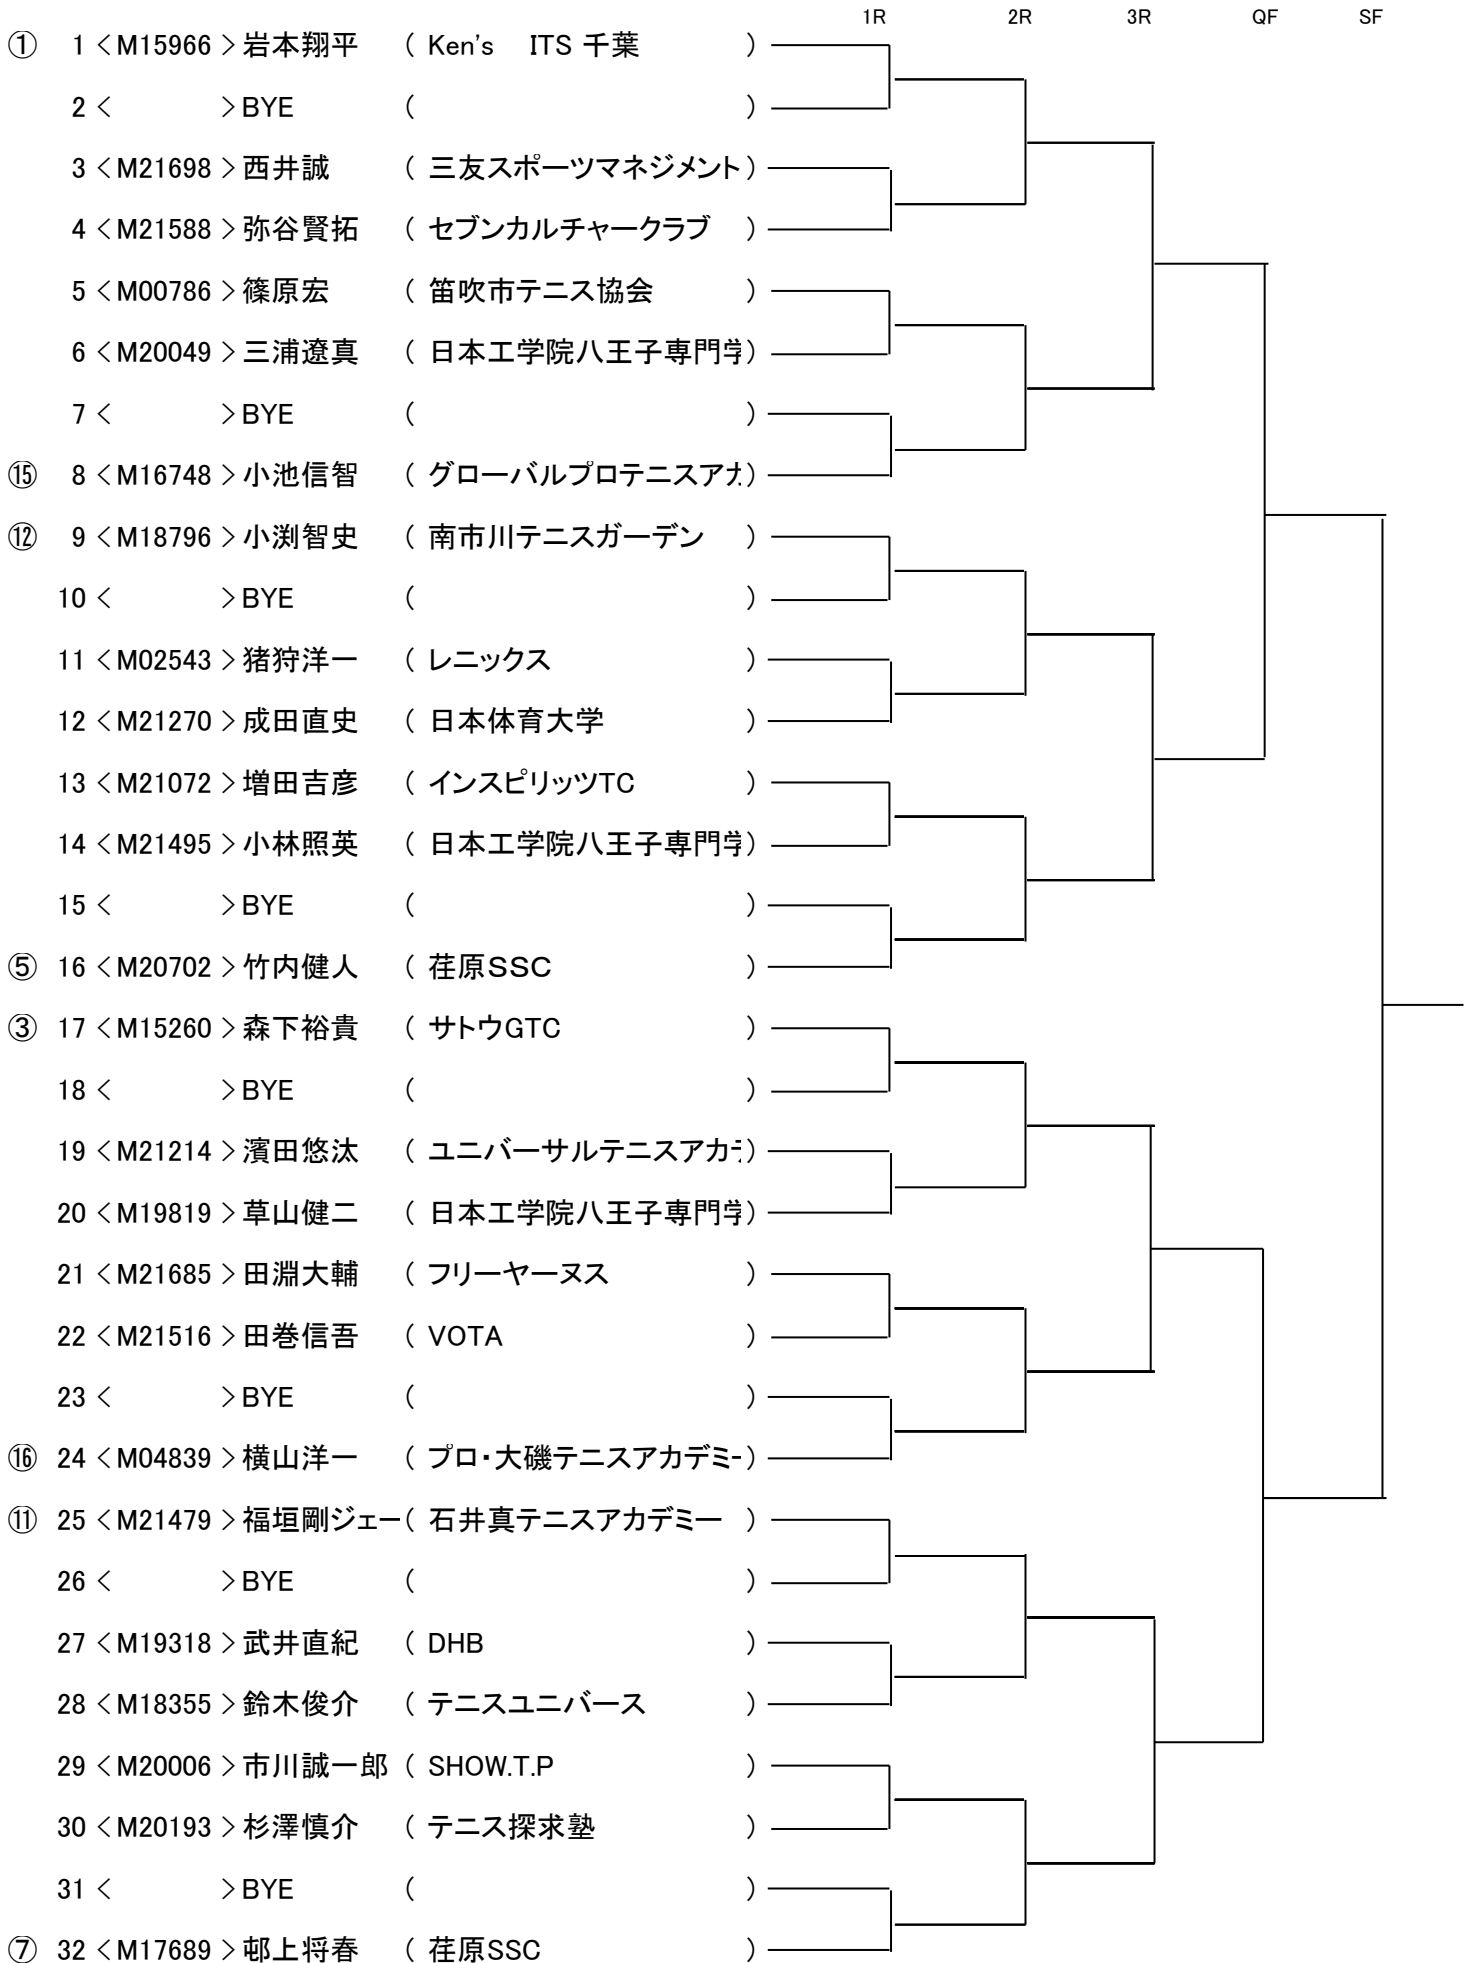 1R 2R 3R QF SF
① 1 < M15966 > 岩本翔平 ( Ken's ITS 千葉 )
2 < > BYE ( )
3 < M21698 > 西井誠 ( 三友スポーツマネジメント )
4 < M21588 > 弥谷賢拓 ( セブンカルチャークラブ )
5 < M00786 > 篠原宏 ( 笛吹市テニス協会 )
6 < M20049 > 三浦遼真 ( 日本工学院八王子専門学 )
7 < > BYE ( )
⑮ 8 < M16748 > 小池信智 ( グローバルプロテニスアカ )
⑫ 9 < M18796 > 小渕智史 ( 南市川テニスガーデン )
10 < > BYE ( )
11 < M02543 > 猪狩洋一 ( レニックス )
12 < M21270 > 成田直史 ( 日本体育大学 )
13 < M21072 > 増田吉彦 ( インスピリッツTC )
14 < M21495 > 小林照英 ( 日本工学院八王子専門学 )
15 < > BYE ( )
⑤ 16 < M20702 > 竹内健人 ( 荏原SSC )
③ 17 < M15260 > 森下裕貴 ( サトウGTC )
18 < > BYE ( )
19 < M21214 > 濱田悠汰 ( ユニバーサルテニスアカデ )
20 < M19819 > 草山健二 ( 日本工学院八王子専門学 )
21 < M21685 > 田淵大輔 ( フリーヤーヌス )
22 < M21516 > 田巻信吾 ( VOTA )
23 < > BYE ( )
⑯ 24 < M04839 > 横山洋一 ( プロ・大磯テニスアカデミー )
⑪ 25 < M21479 > 福垣剛ジェー ( 石井真テニスアカデミー )
26 < > BYE ( )
27 < M19318 > 武井直紀 ( DHB )
28 < M18355 > 鈴木俊介 ( テニスユニバース )
29 < M20006 > 市川誠一郎 ( SHOW.T.P )
30 < M20193 > 杉澤慎介 ( テニス探求塾 )
31 < > BYE ( )
⑦ 32 < M17689 > 邨上将春 ( 荏原SSC )